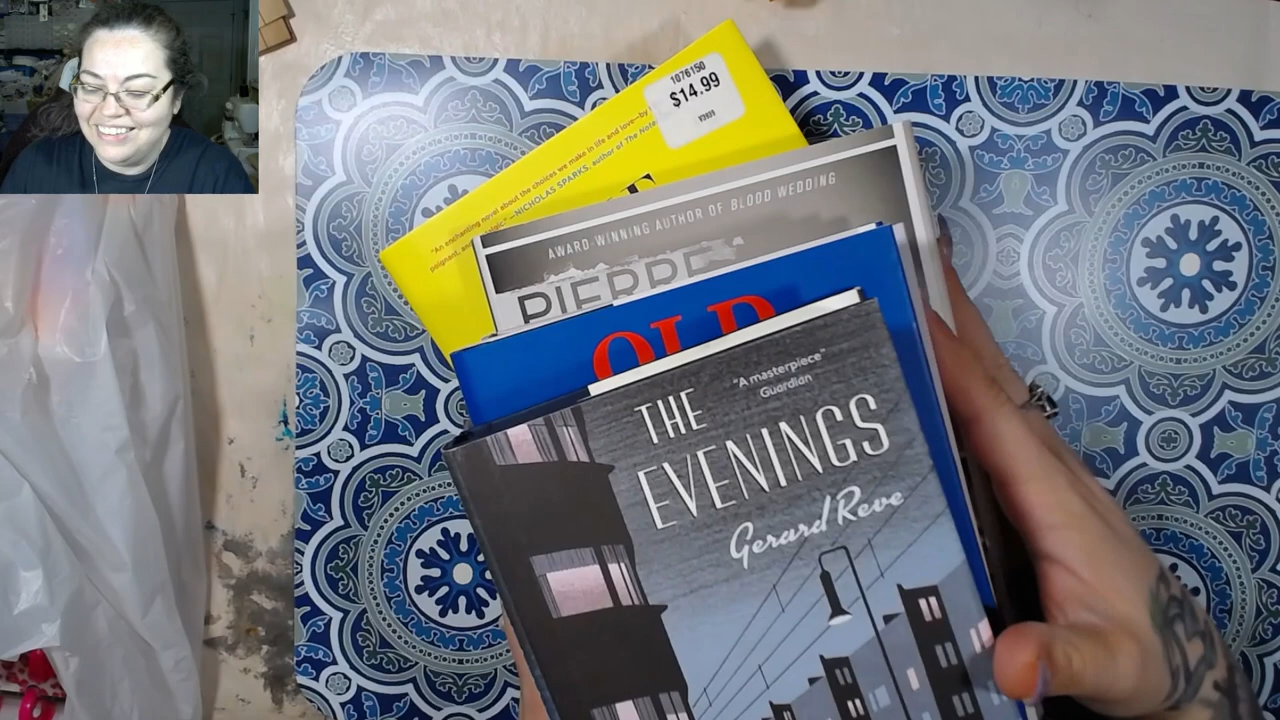 1076150
$14.99
"An enchanting novel about the choices we make in life and love—by
poignant, and
—NICHOLAS SPARKS, author of The Note
AWARD-WINNING AUTHOR OF BLOOD WEDDING
PIERRE
OLD
THE
EVENINGS
"A masterpiece"
Guardian
Gerard Reve